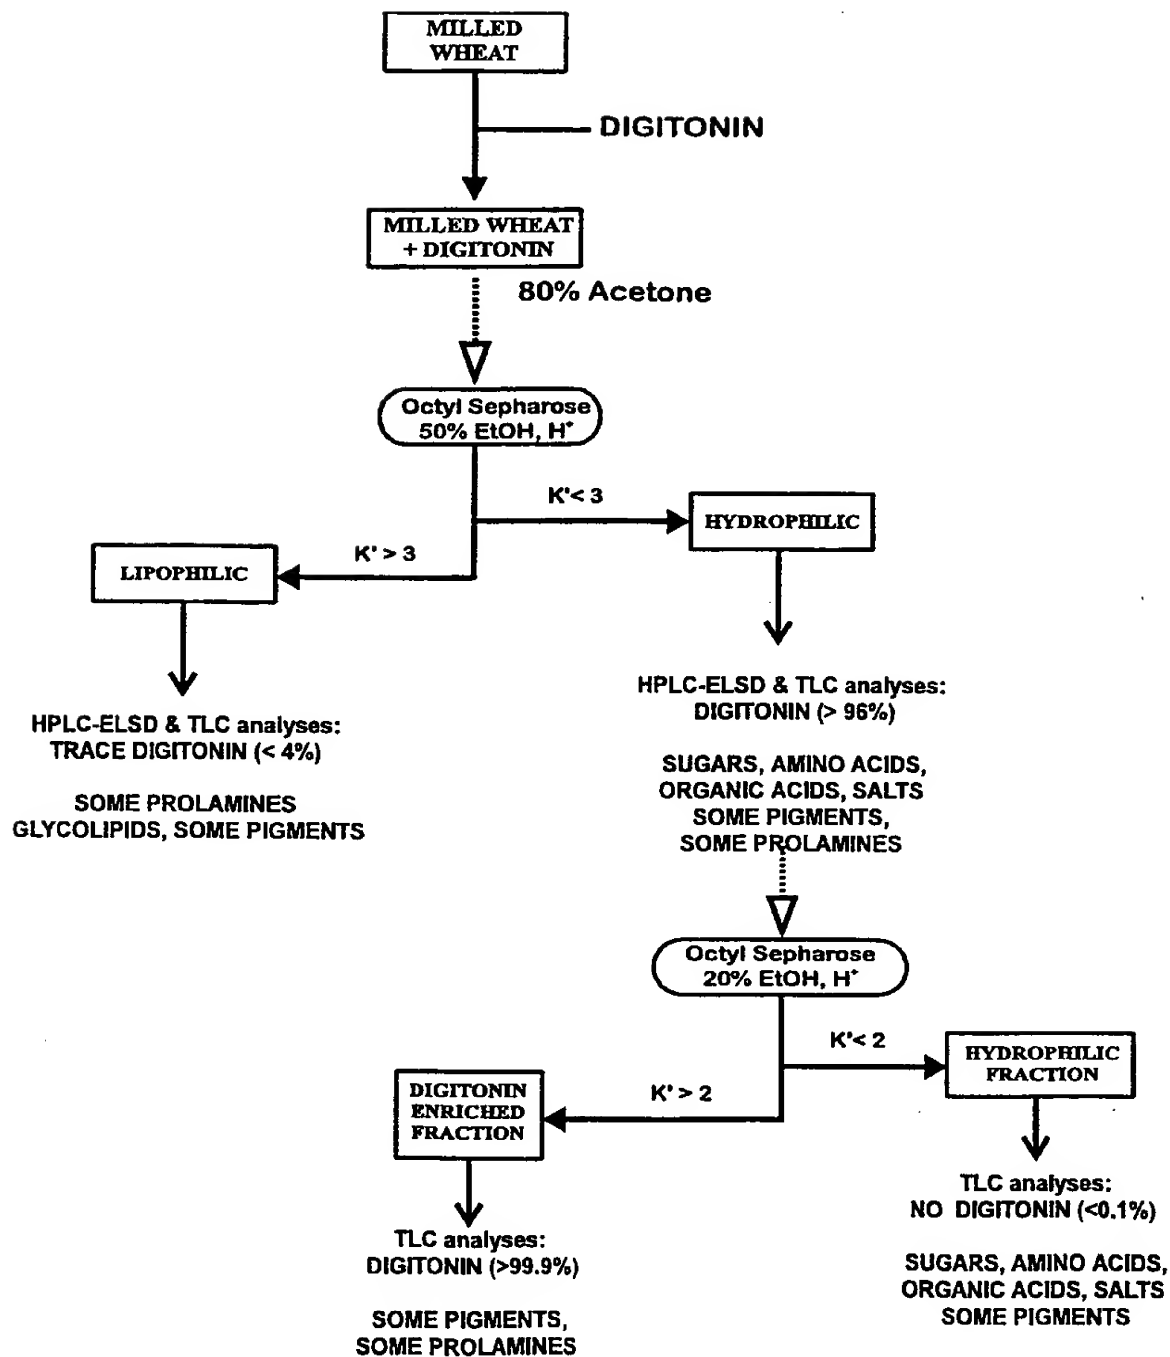 MILLED
WHEAT
DIGITONIN
MILLED WHEAT
+ DIGITONIN
80% Acetone
Octyl Sepharose
50% EtOH, H⁺
K'< 3
HYDROPHILIC
K' > 3
LIPOPHILIC
HPLC-ELSD & TLC analyses:
TRACE DIGITONIN (< 4%)
SOME PROLAMINES
GLYCOLIPIDS, SOME PIGMENTS
HPLC-ELSD & TLC analyses:
DIGITONIN (> 96%)
SUGARS, AMINO ACIDS,
ORGANIC ACIDS, SALTS
SOME PIGMENTS,
SOME PROLAMINES
Octyl Sepharose
20% EtOH, H⁺
K'< 2
HYDROPHILIC
FRACTION
K' > 2
DIGITONIN
ENRICHED
FRACTION
TLC analyses:
NO DIGITONIN (<0.1%)
SUGARS, AMINO ACIDS,
ORGANIC ACIDS, SALTS
SOME PIGMENTS
TLC analyses:
DIGITONIN (>99.9%)
SOME PIGMENTS,
SOME PROLAMINES